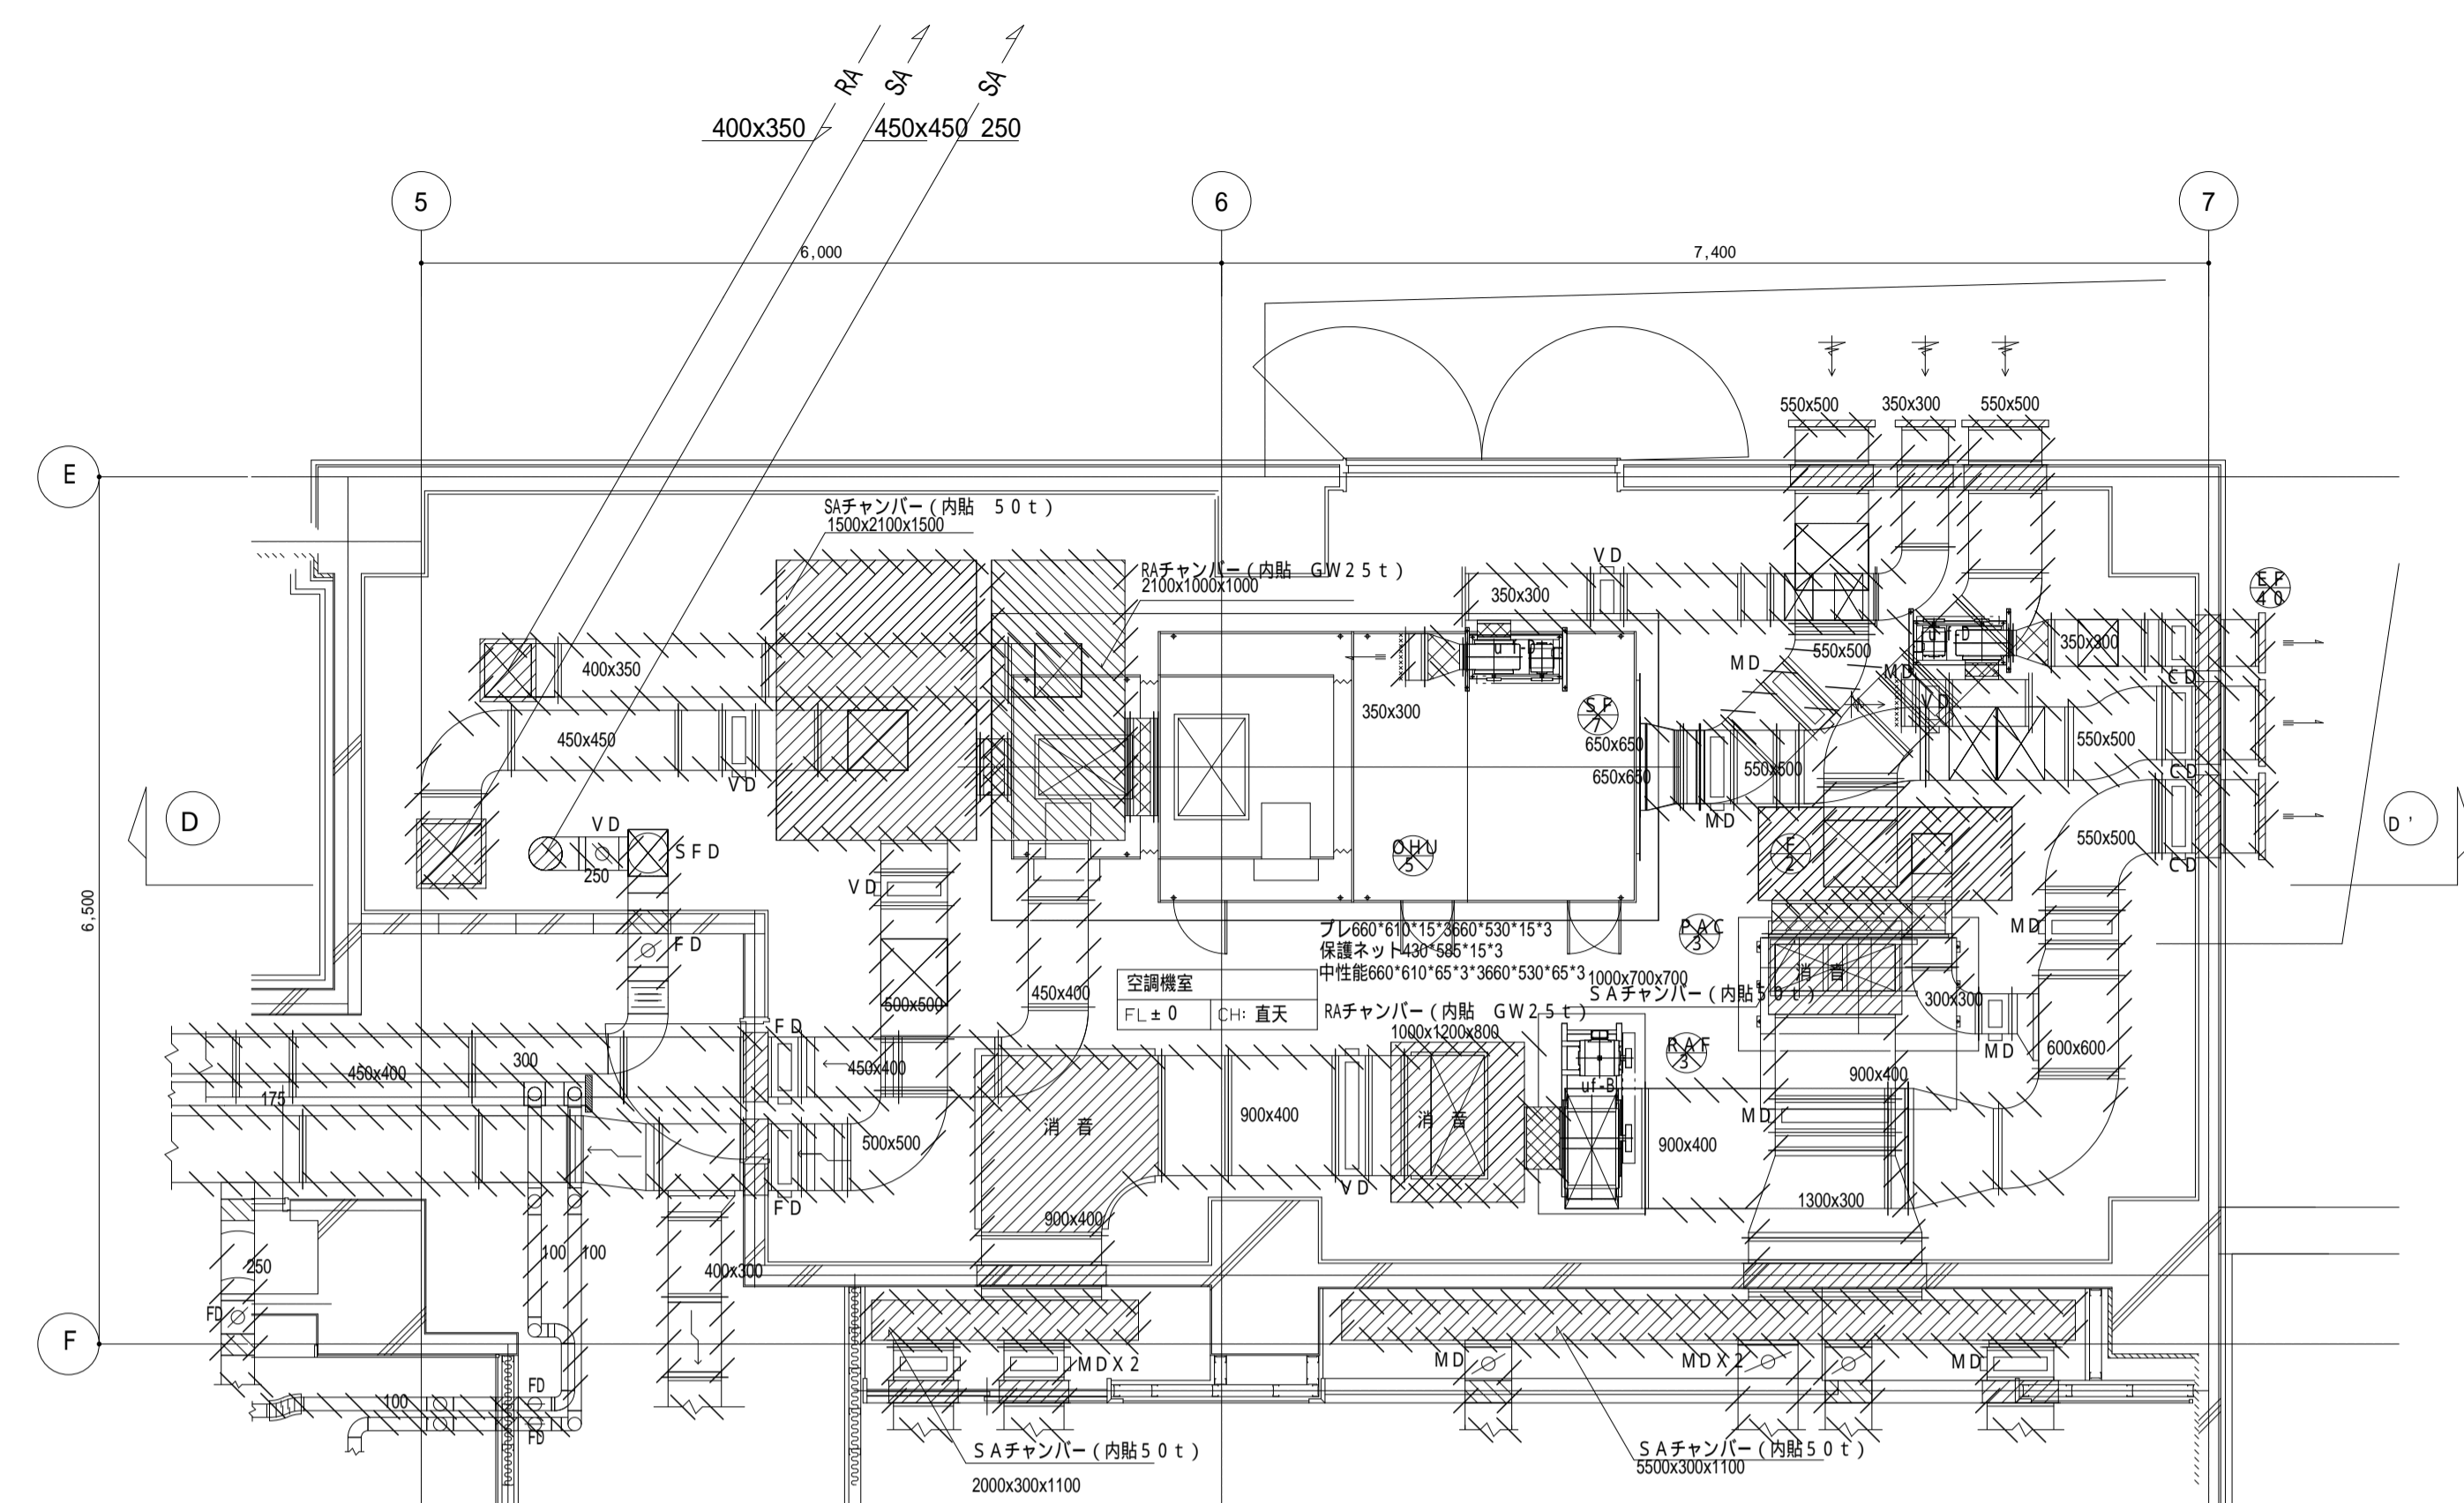 RA
SA
SA
400x350
450x450 250
5
6
7
6,000
7,400
550x500
350x300
550x500
E
SAチャンバー(内貼 50t)
1500x2100x1500
RAチャンバー(内貼 GW25t)
2100x1000x1000
VD
350x300
EF
40
uf-D
uf-D
400x350
550x500
350x300
MD
MD
CD
VD
350x300
SF
7
450x450
650x650
550x500
VD
650x650
550x500
CD
MD
D
VD
SFD
250
OHU
5
F
2
550x500
CD
D'
VD
6,500
FD
プレ660*610*15*3660*530*15*3
保護ネット430*585*15*3
中性能660*610*65*3*3660*530*65*3
PAC
3
MD
消 音
1000x700x700
SAチャンバー(内貼50t)
空調機室
FL±0
CH: 直天
450x400
500x500
300x300
RAチャンバー(内貼 GW25t)
1000x1200x800
FD
RAF
3
MD
600x600
450x400
300
450x400
uf-B
900x400
175
消 音
900x400
消 音
MD
500x500
900x400
VD
FD
1300x300
900x400
100
100
250
400x300
FD
F
MDX2
MD
MDX2
MD
FD
100
FD
SAチャンバー(内貼50t)
2000x300x1100
SAチャンバー(内貼50t)
5500x300x1100